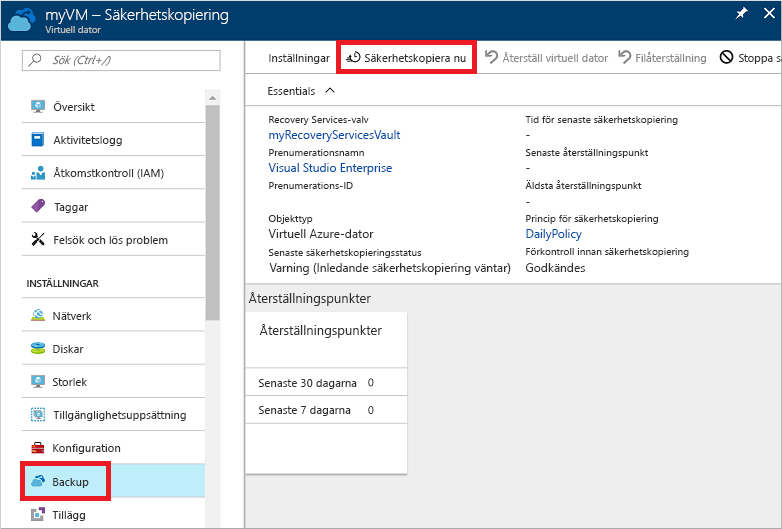 myVM – Säkerhetskopiering
Virtuell dator
Sök (Ctrl+/)
Översikt
Aktivitetslogg
Åtkomstkontroll (IAM)
Taggar
Felsök och lös problem
INSTÄLLNINGAR
Nätverk
Diskar
Storlek
Tillgänglighetsuppsättning
Konfiguration
Backup
Tillägg
Inställningar Säkerhetskopiera nu Återställ virtuell dator Filåterställning Stoppa sä
Essentials
Recovery Services-valv
myRecoveryServicesVault
Prenumerationsnamn
Visual Studio Enterprise
Prenumerations-ID
Objekttyp
Virtuell Azure-dator
Senaste säkerhetskopieringsstatus
Varning (Inledande säkerhetskopiering väntar)
Tid för senaste säkerhetskopiering
-
Senaste återställningspunkt
-
Äldsta återställningspunkt
-
Princip för säkerhetskopiering
DailyPolicy
Förkontroll innan säkerhetskopiering
Godkändes
Återställningspunkter
Återställningspunkter
Senaste 30 dagarna 0
Senaste 7 dagarna 0